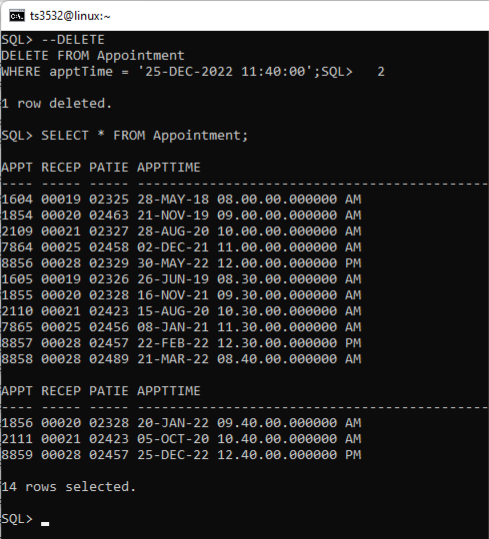 ts3532@linux:~
SQL> --DELETE
DELETE FROM Appointment
WHERE apptTime = '25-DEC-2022 11:40:00';SQL>   2
1 row deleted.
SQL> SELECT * FROM Appointment;
APPT RECEP PATIE APPTTIME
---- ----- ----- -------------------------------------------
1604 00019 02325 28-MAY-18 08.00.00.000000 AM
1854 00020 02463 21-NOV-19 09.00.00.000000 AM
2109 00021 02327 28-AUG-20 10.00.00.000000 AM
7864 00025 02458 02-DEC-21 11.00.00.000000 AM
8856 00028 02329 30-MAY-22 12.00.00.000000 PM
1605 00019 02326 26-JUN-19 08.30.00.000000 AM
1855 00020 02328 16-NOV-21 09.30.00.000000 AM
2110 00021 02423 15-AUG-20 10.30.00.000000 AM
7865 00025 02456 08-JAN-21 11.30.00.000000 AM
8857 00028 02457 22-FEB-22 12.30.00.000000 PM
8858 00028 02489 21-MAR-22 08.40.00.000000 AM
APPT RECEP PATIE APPTTIME
---- ----- ----- -------------------------------------------
1856 00020 02328 20-JAN-22 09.40.00.000000 AM
2111 00021 02423 05-OCT-20 10.40.00.000000 AM
8859 00028 02457 25-DEC-22 12.40.00.000000 PM
14 rows selected.
SQL>